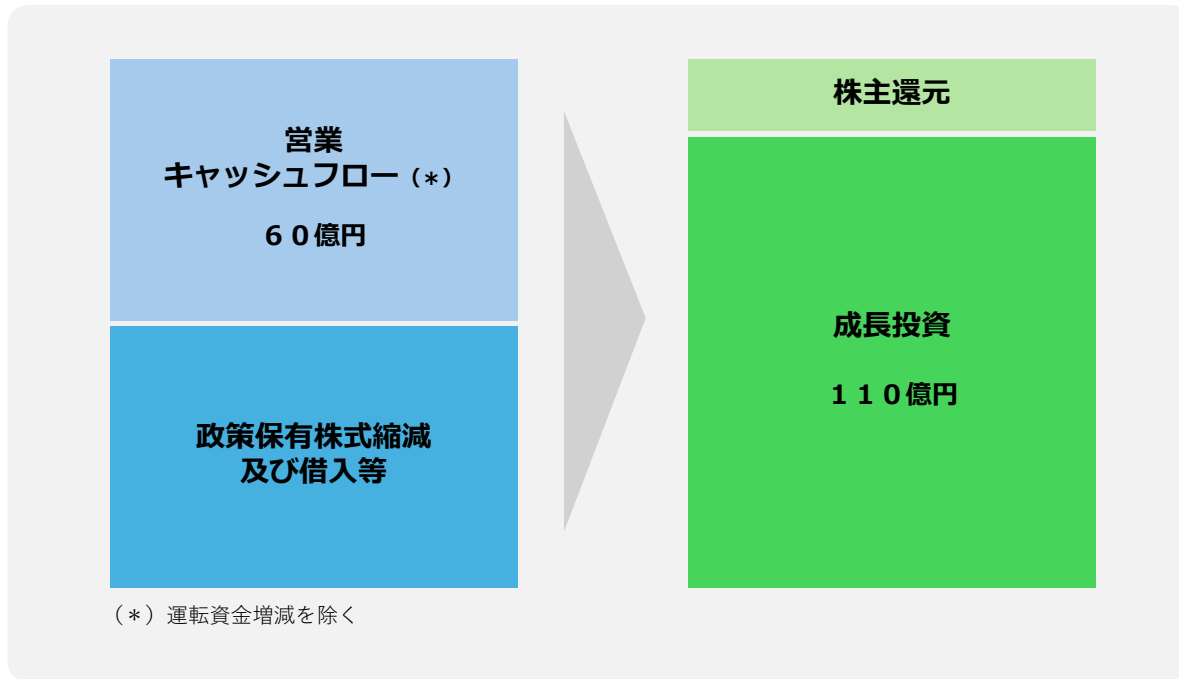 営業
キャッシュフロー（＊）
６０億円
政策保有株式縮減
及び借入等
（＊）運転資金増減を除く
株主還元
成長投資
１１０億円